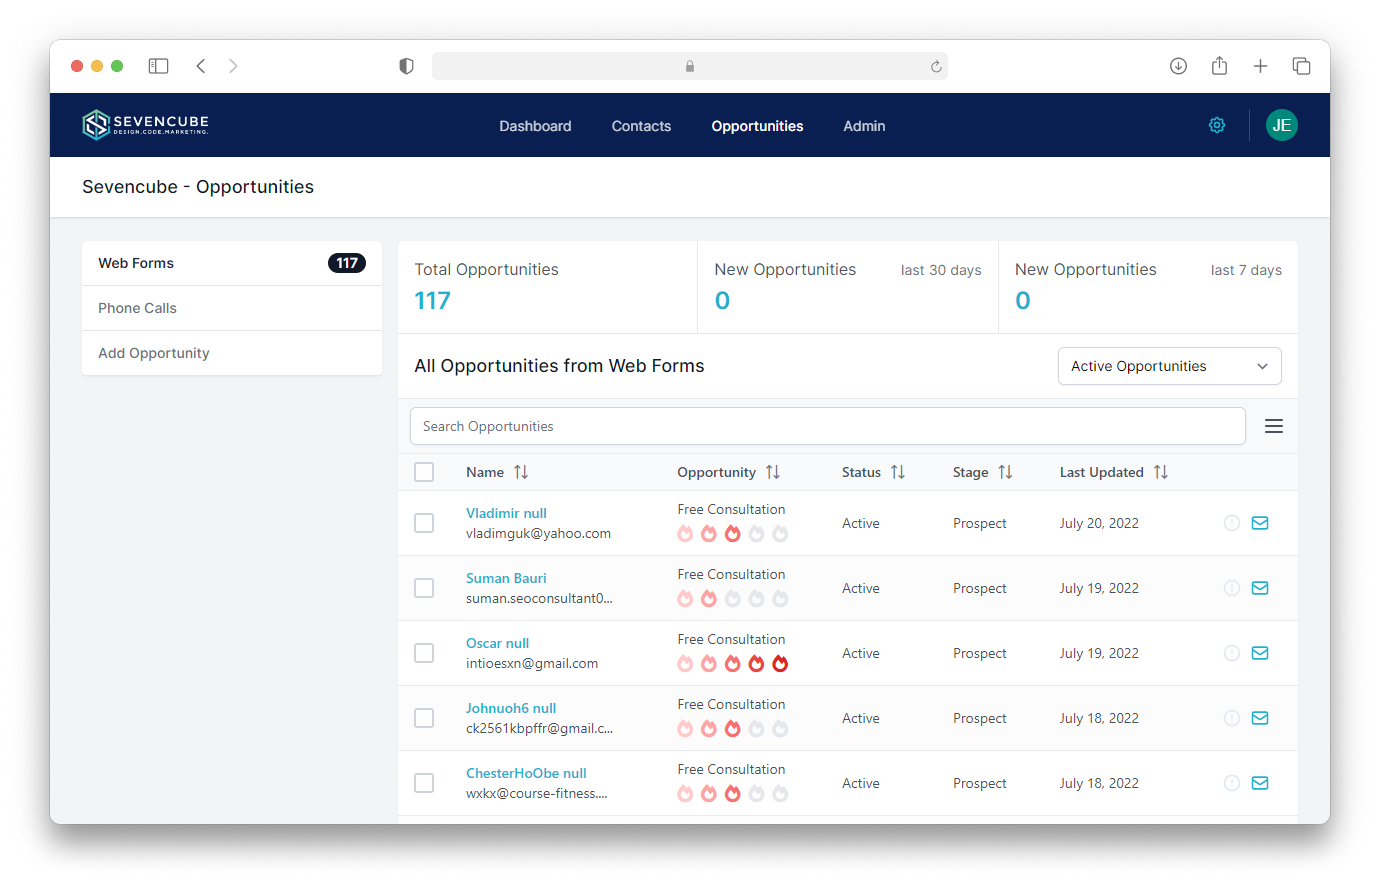 SEVENCUBE
DESIGN.CODE.MARKETING.
Dashboard
Contacts
Opportunities
Admin
JE
Sevencube - Opportunities
Web Forms
117
Phone Calls
Add Opportunity
Total Opportunities
117
New Opportunities
last 30 days
0
New Opportunities
last 7 days
0
All Opportunities from Web Forms
Active Opportunities
Search Opportunities
Name
Opportunity
Status
Stage
Last Updated
Vladimir null
vladimguk@yahoo.com
Free Consultation
Active
Prospect
July 20, 2022
Suman Bauri
suman.seoconsultant0...
Free Consultation
Active
Prospect
July 19, 2022
Oscar null
intioesxn@gmail.com
Free Consultation
Active
Prospect
July 19, 2022
Johnuoh6 null
ck2561kbpffr@gmail.c...
Free Consultation
Active
Prospect
July 18, 2022
ChesterHoObe null
wxkx@course-fitness....
Free Consultation
Active
Prospect
July 18, 2022